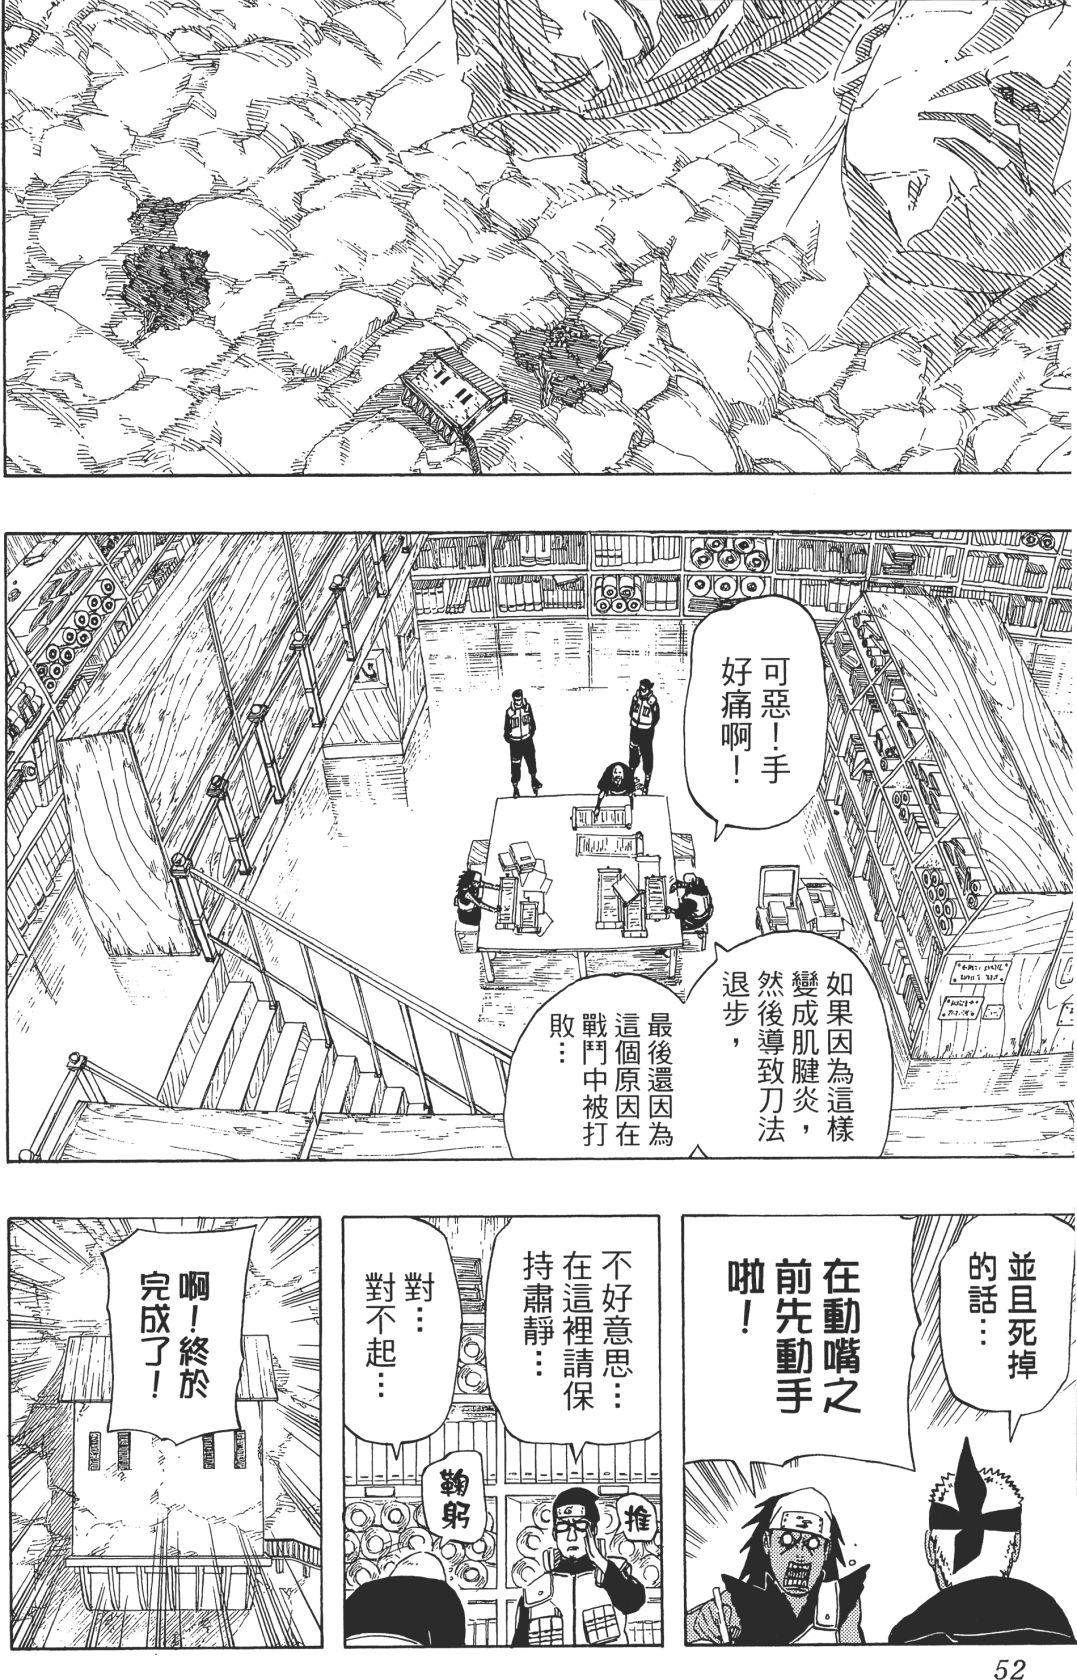 可惡！手
好痛啊！
如果因為這樣
變成肌腱炎，
然後導致刀法
退步，
最後還因為
這個原因在
戰鬥中被打
敗…
並且死掉
的話…
在動嘴之
前先動手
啦！
不好意思…
在這裡請保
持肅靜…
推
對…
對不起…
鞠躬
啊！終於
完成了！
52